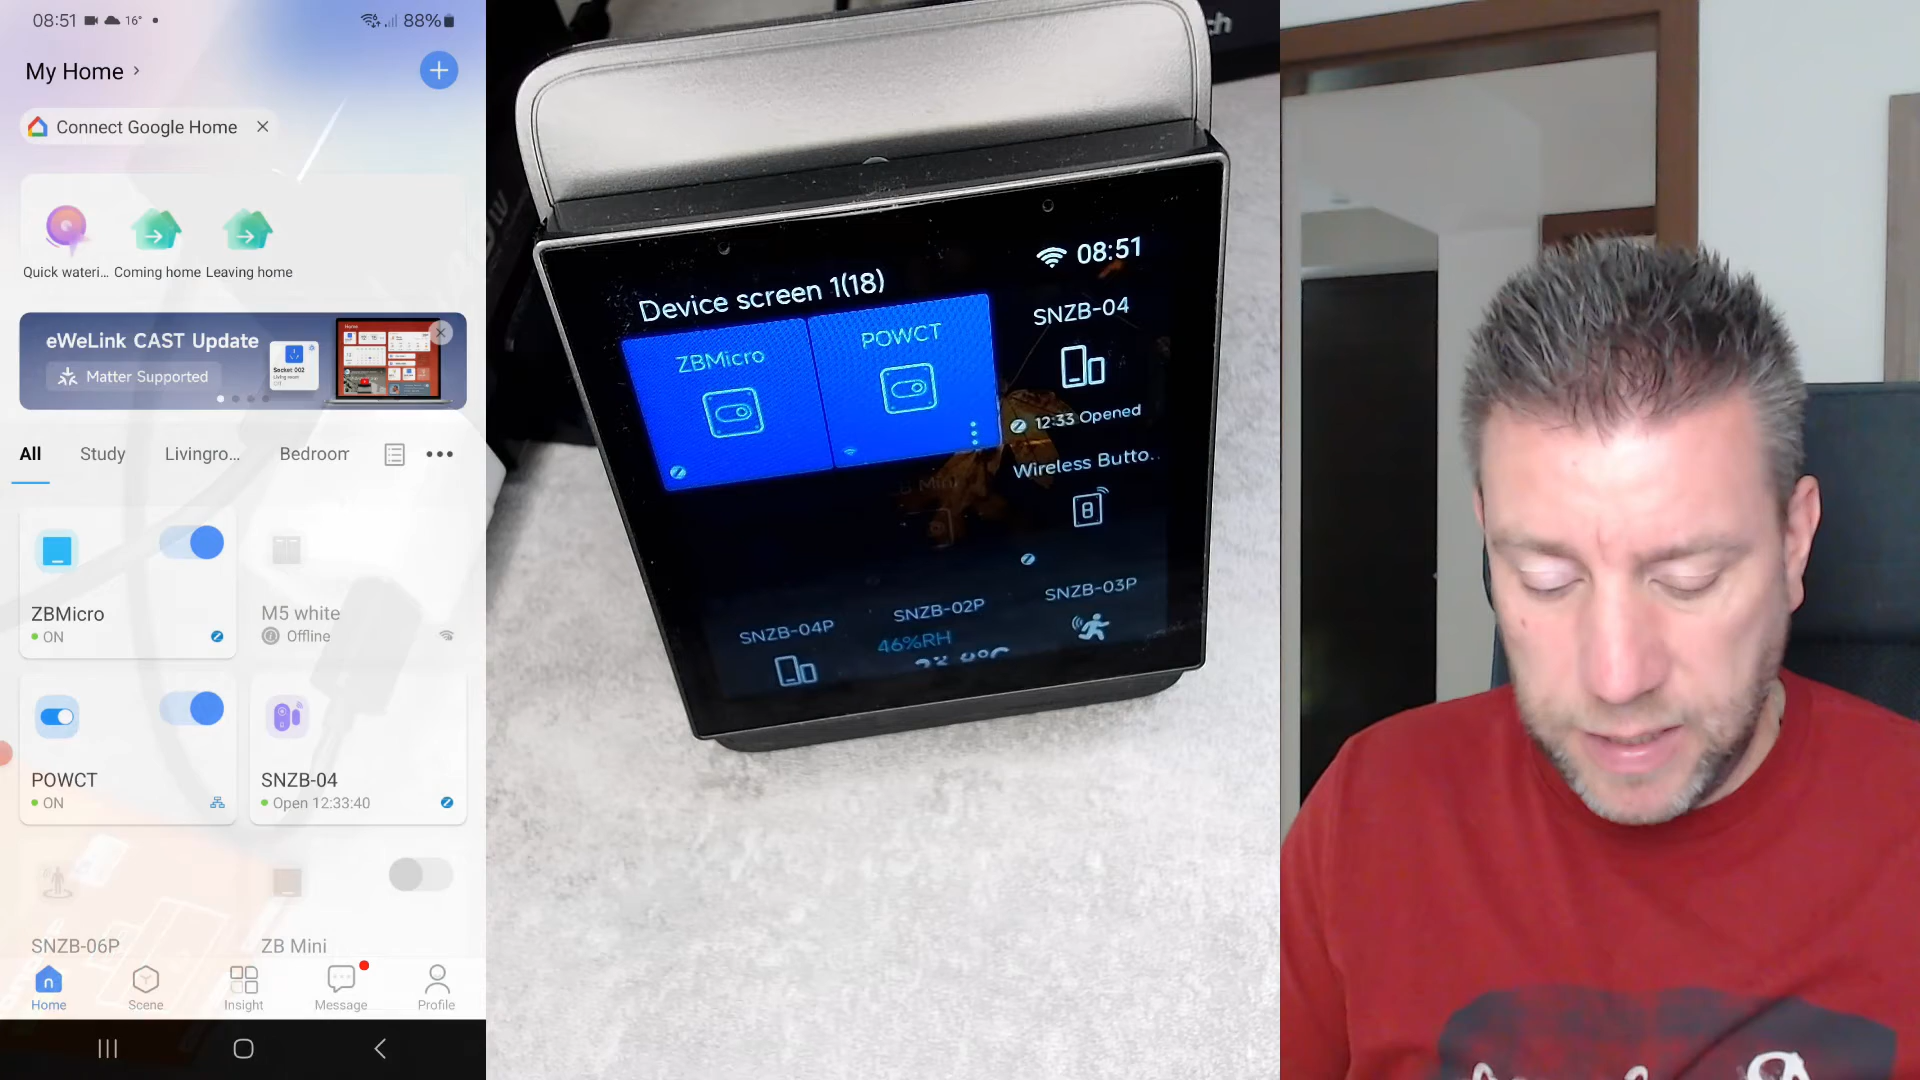 08:51
16°
88%
My Home
Connect Google Home
Quick wateri...
Coming home
Leaving home
eWeLink CAST Update
Matter Supported
Socket 002
All
Study
Livingro...
Bedroom
ZBMicro
ON
M5 white
Offline
POWCT
ON
SNZB-04
Open 12:33:40
SNZB-06P
ZB Mini
Home
Scene
Insight
Message
Profile
ch
08:51
Device screen 1(18)
ZBMicro
POWCT
SNZB-04
12:33 Opened
Wireless Butto..
SNZB-04P
SNZB-02P
46%RH
SNZB-03P